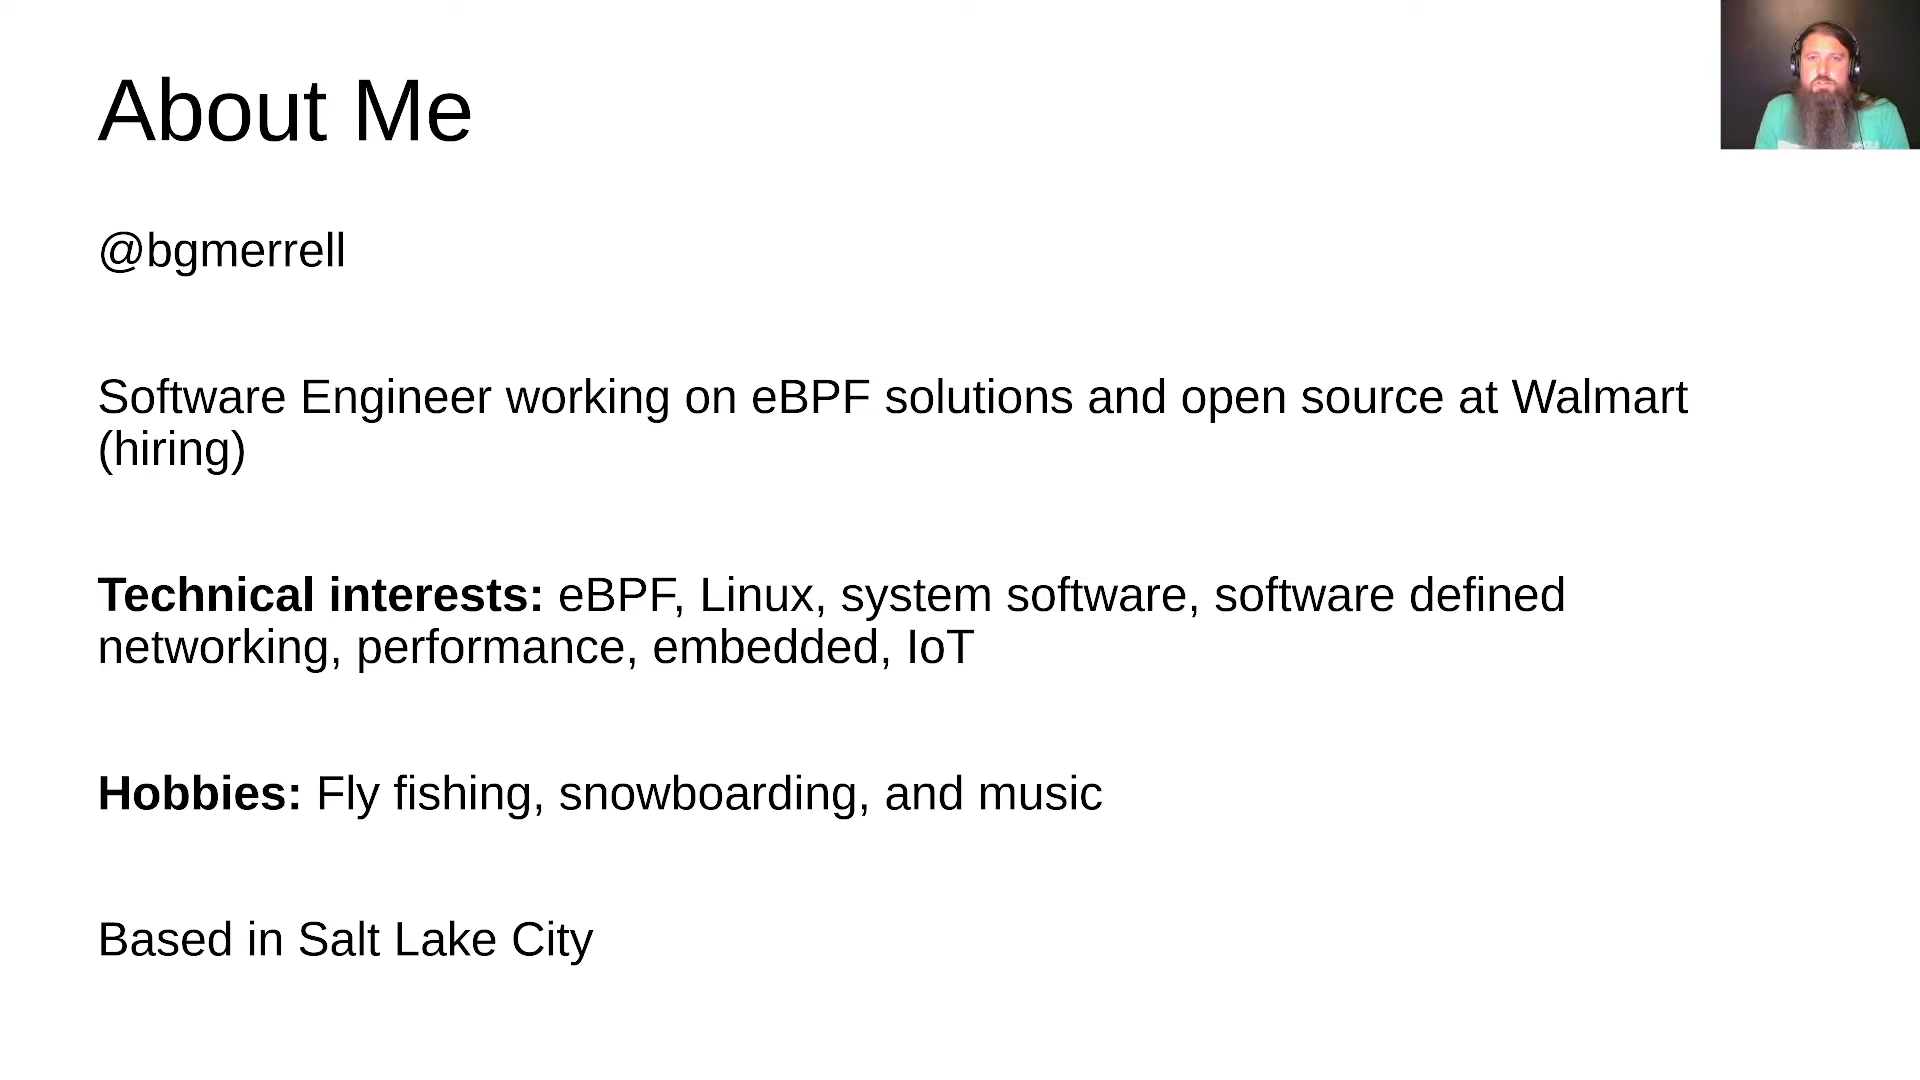 About Me
@bgmerrell
Software Engineer working on eBPF solutions and open source at Walmart
(hiring)
Technical interests: eBPF, Linux, system software, software defined
networking, performance, embedded, IoT
Hobbies: Fly fishing, snowboarding, and music
Based in Salt Lake City